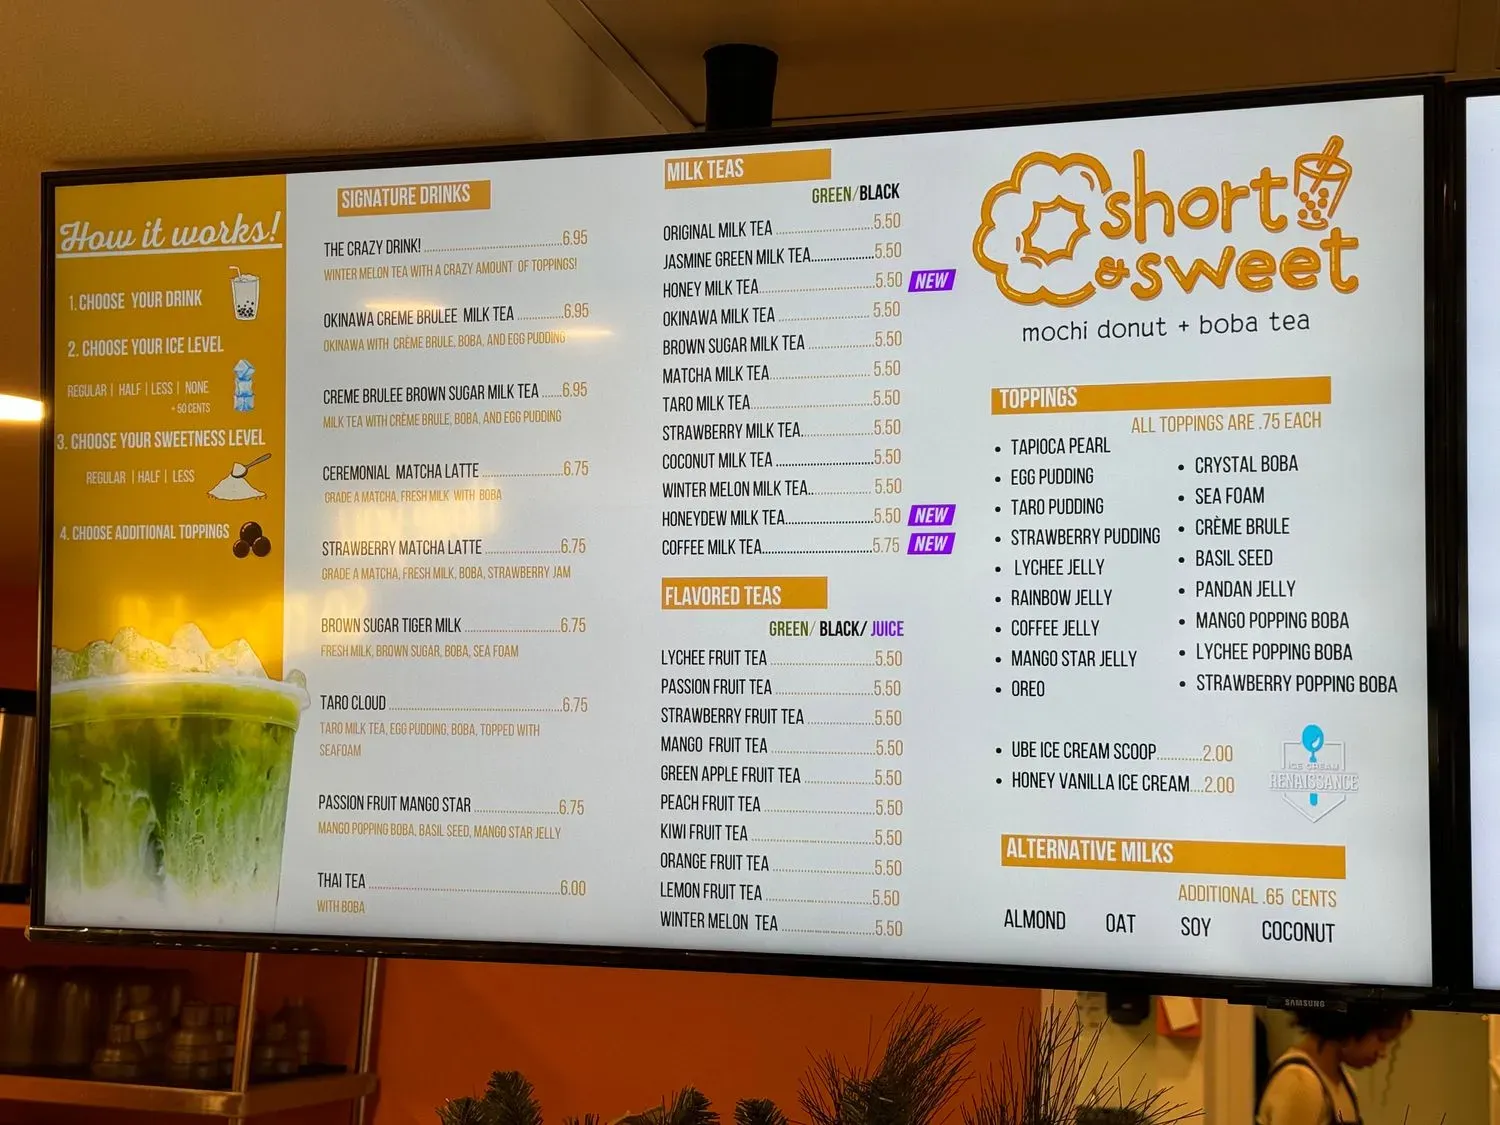 How it works!
1. CHOOSE YOUR DRINK
2. CHOOSE YOUR ICE LEVEL
REGULAR | HALF | LESS | NONE
+ 50 CENTS
3. CHOOSE YOUR SWEETNESS LEVEL
REGULAR | HALF | LESS
4. CHOOSE ADDITIONAL TOPPINGS
SIGNATURE DRINKS
THE CRAZY DRINK! 6.95
WINTER MELON TEA WITH A CRAZY AMOUNT OF TOPPINGS!
OKINAWA CREME BRULEE MILK TEA 6.95
OKINAWA WITH CRÈME BRULE, BOBA, AND EGG PUDDING
CREME BRULEE BROWN SUGAR MILK TEA 6.95
MILK TEA WITH CRÈME BRULE, BOBA, AND EGG PUDDING
CEREMONIAL MATCHA LATTE 6.75
GRADE A MATCHA, FRESH MILK WITH BOBA
STRAWBERRY MATCHA LATTE 6.75
GRADE A MATCHA, FRESH MILK, BOBA, STRAWBERRY JAM
BROWN SUGAR TIGER MILK 6.75
FRESH MILK, BROWN SUGAR, BOBA, SEA FOAM
TARO CLOUD 6.75
TARO MILK TEA, EGG PUDDING, BOBA, TOPPED WITH
SEAFOAM
PASSION FRUIT MANGO STAR 6.75
MANGO POPPING BOBA, BASIL SEED, MANGO STAR JELLY
THAI TEA 6.00
WITH BOBA
MILK TEAS
GREEN/BLACK
ORIGINAL MILK TEA 5.50
JASMINE GREEN MILK TEA 5.50
HONEY MILK TEA 5.50 NEW
OKINAWA MILK TEA 5.50
BROWN SUGAR MILK TEA 5.50
MATCHA MILK TEA 5.50
TARO MILK TEA 5.50
STRAWBERRY MILK TEA 5.50
COCONUT MILK TEA 5.50
WINTER MELON MILK TEA 5.50
HONEYDEW MILK TEA 5.50 NEW
COFFEE MILK TEA 5.75 NEW
FLAVORED TEAS
GREEN/ BLACK/ JUICE
LYCHEE FRUIT TEA 5.50
PASSION FRUIT TEA 5.50
STRAWBERRY FRUIT TEA 5.50
MANGO FRUIT TEA 5.50
GREEN APPLE FRUIT TEA 5.50
PEACH FRUIT TEA 5.50
KIWI FRUIT TEA 5.50
ORANGE FRUIT TEA 5.50
LEMON FRUIT TEA 5.50
WINTER MELON TEA 5.50
short
&sweet
mochi donut + boba tea
TOPPINGS
ALL TOPPINGS ARE .75 EACH
• TAPIOCA PEARL
• EGG PUDDING
• TARO PUDDING
• STRAWBERRY PUDDING
• LYCHEE JELLY
• RAINBOW JELLY
• COFFEE JELLY
• MANGO STAR JELLY
• OREO
• CRYSTAL BOBA
• SEA FOAM
• CRÈME BRULE
• BASIL SEED
• PANDAN JELLY
• MANGO POPPING BOBA
• LYCHEE POPPING BOBA
• STRAWBERRY POPPING BOBA
• UBE ICE CREAM SCOOP 2.00
• HONEY VANILLA ICE CREAM 2.00
ICE CREAM
RENAISSANCE
ALTERNATIVE MILKS
ADDITIONAL .65 CENTS
ALMOND OAT SOY COCONUT
SAMSUNG